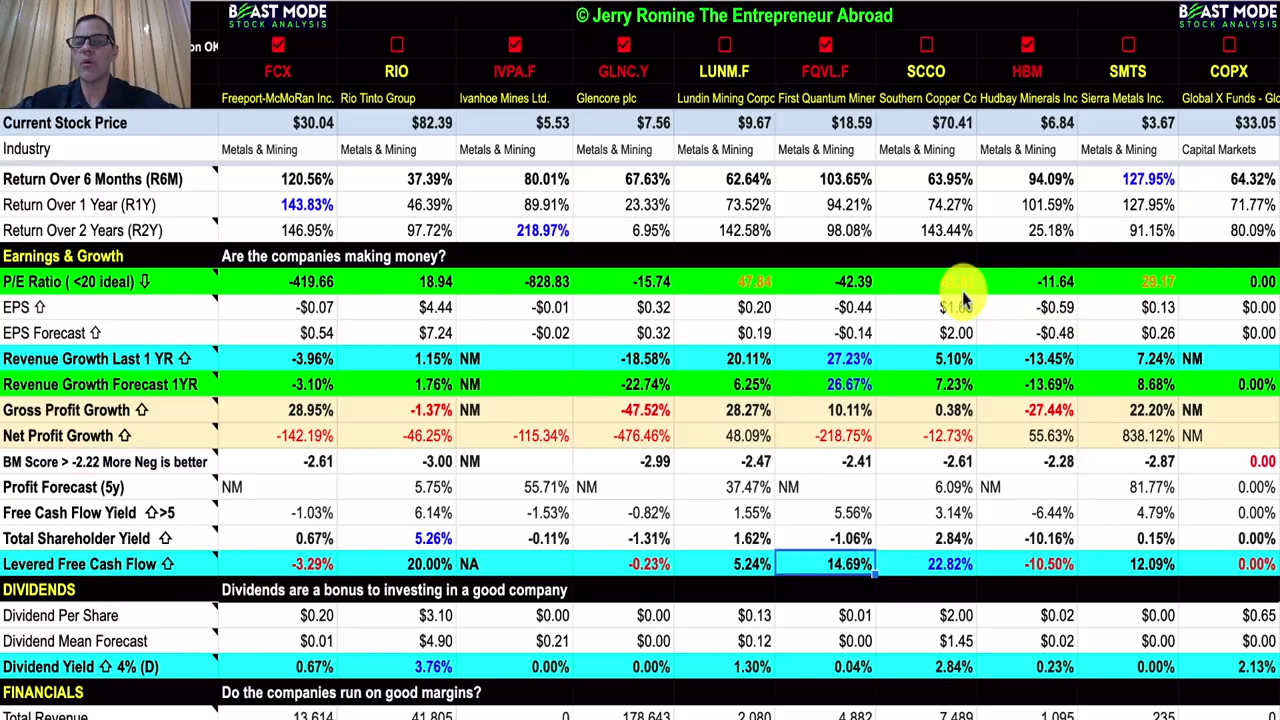 BEAST MODE
STOCK ANALYSIS
© Jerry Romine The Entrepreneur Abroad
BEAST MODE
STOCK ANALYSIS
on OK
FCX RIO IVPA.F GLNC.Y LUNM.F FQVL.F SCCO HBM SMTS COPX
Freeport-McMoRan Inc. Rio Tinto Group Ivanhoe Mines Ltd. Glencore plc Lundin Mining Corpo First Quantum Miner Southern Copper Co Hudbay Minerals Inc Sierra Metals Inc. Global X Funds - Glo
Current Stock Price $30.04 $82.39 $5.53 $7.56 $9.67 $18.59 $70.41 $6.84 $3.67 $33.05
Industry Metals & Mining Metals & Mining Metals & Mining Metals & Mining Metals & Mining Metals & Mining Metals & Mining Metals & Mining Metals & Mining Capital Markets
Return Over 6 Months (R6M) 120.56% 37.39% 80.01% 67.63% 62.64% 103.65% 63.95% 94.09% 127.95% 64.32%
Return Over 1 Year (R1Y) 143.83% 46.39% 89.91% 23.33% 73.52% 94.21% 74.27% 101.59% 127.95% 71.77%
Return Over 2 Years (R2Y) 146.95% 97.72% 218.97% 6.95% 142.58% 98.08% 143.44% 25.18% 91.15% 80.09%
Earnings & Growth Are the companies making money?
P/E Ratio ( <20 ideal) ⇩ -419.66 18.94 -828.83 -15.74 47.84 -42.39 -11.64 29.17 0.00
EPS ⇧ -$0.07 $4.44 -$0.01 $0.32 $0.20 -$0.44 -$0.59 $0.13 $0.00
EPS Forecast ⇧ $0.54 $7.24 -$0.02 $0.32 $0.19 -$0.14 $2.00 -$0.48 $0.26 $0.00
Revenue Growth Last 1 YR ⇧ -3.96% 1.15% NM -18.58% 20.11% 27.23% 5.10% -13.45% 7.24% NM
Revenue Growth Forecast 1YR -3.10% 1.76% NM -22.74% 6.25% 26.67% 7.23% -13.69% 8.68% 0.00%
Gross Profit Growth ⇧ 28.95% -1.37% NM -47.52% 28.27% 10.11% 0.38% -27.44% 22.20% NM
Net Profit Growth ⇧ -142.19% -46.25% -115.34% -476.46% 48.09% -218.75% -12.73% 55.63% 838.12% NM
BM Score > -2.22 More Neg is better -2.61 -3.00 NM -2.99 -2.47 -2.41 -2.61 -2.28 -2.87 0.00
Profit Forecast (5y) NM 5.75% 55.71% NM 37.47% NM 6.09% NM 81.77% 0.00%
Free Cash Flow Yield ⇧>5 -1.03% 6.14% -1.53% -0.82% 1.55% 5.56% 3.14% -6.44% 4.79% 0.00%
Total Shareholder Yield ⇧ 0.67% 5.26% -0.11% -1.31% 1.62% -1.06% 2.84% -10.16% 0.15% 0.00%
Levered Free Cash Flow ⇧ -3.29% 20.00% NA -0.23% 5.24% 14.69% 22.82% -10.50% 12.09% 0.00%
DIVIDENDS Dividends are a bonus to investing in a good company
Dividend Per Share $0.20 $3.10 $0.00 $0.00 $0.13 $0.01 $2.00 $0.02 $0.00 $0.65
Dividend Mean Forecast $0.01 $4.90 $0.21 $0.00 $0.12 $0.00 $1.45 $0.02 $0.00 $0.00
Dividend Yield ⇧ 4% (D) 0.67% 3.76% 0.00% 0.00% 1.30% 0.04% 2.84% 0.23% 0.00% 2.13%
FINANCIALS Do the companies run on good margins?
Total Revenue 13,614 41,805 0 178,643 2,080 4,882 7,489 1,095 235 0